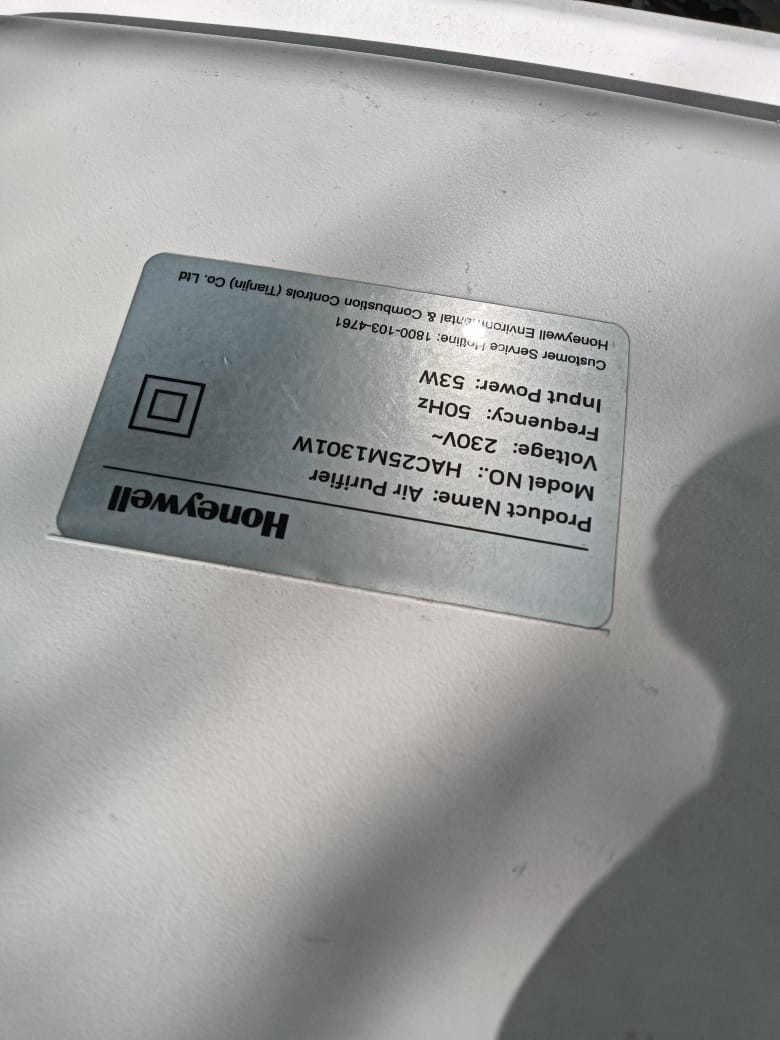 Honeywell
Product Name: Air Purifier
Model NO.: HAC25M1301W
Voltage: 230V~
Frequency: 50Hz
Input Power: 53W
Customer Service Hotline: 1800-103-4761
Honeywell Environmental & Combustion Controls (Tianjin) Co. Ltd